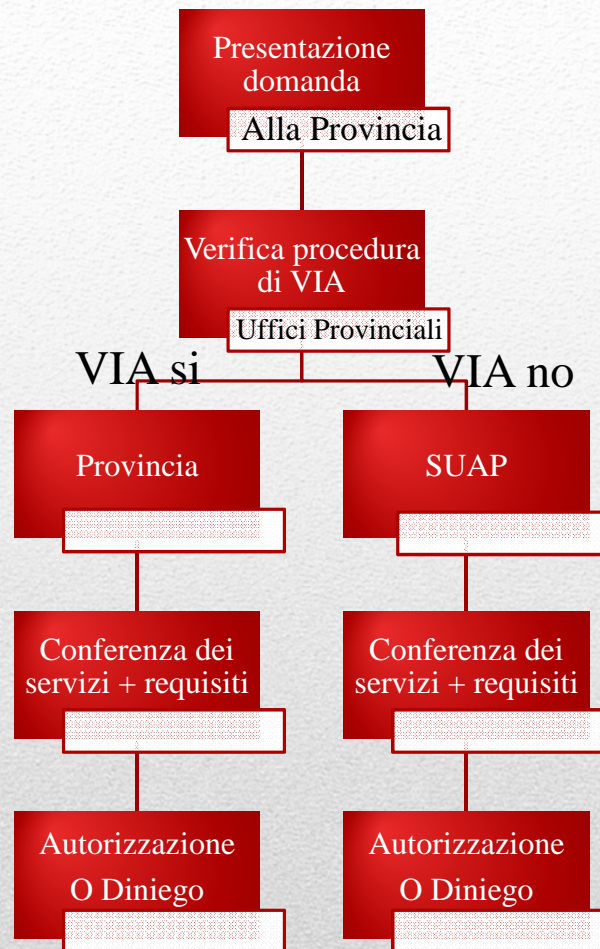 Presentazione
domanda
Alla Provincia
Verifica procedura
di VIA
Uffici Provinciali
VIA si
VIA no
Provincia
SUAP
Conferenza dei
servizi + requisiti
Conferenza dei
servizi + requisiti
Autorizzazione
O Diniego
Autorizzazione
O Diniego